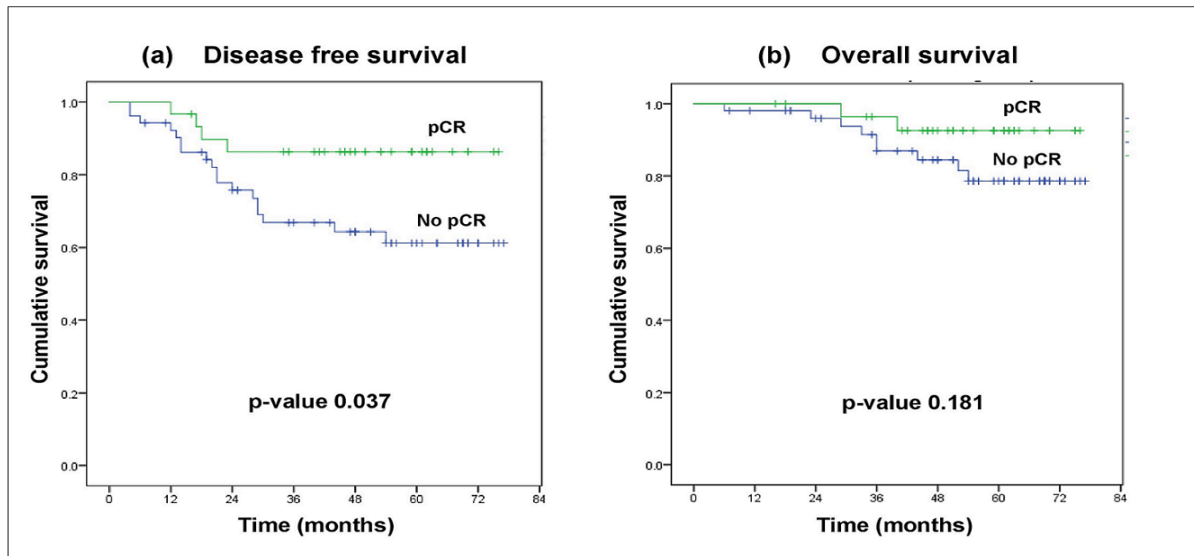 (a) Disease free survival
1.0
0.8
0.6
0.4
0.2
0.0
Cumulative survival
pCR
No pCR
p-value 0.037
0 12 24 36 48 60 72 84
Time (months)
(b) Overall survival
1.0
0.8
0.6
0.4
0.2
0.0
Cumulative survival
pCR
No pCR
p-value 0.181
0 12 24 36 48 60 72 84
Time (months)